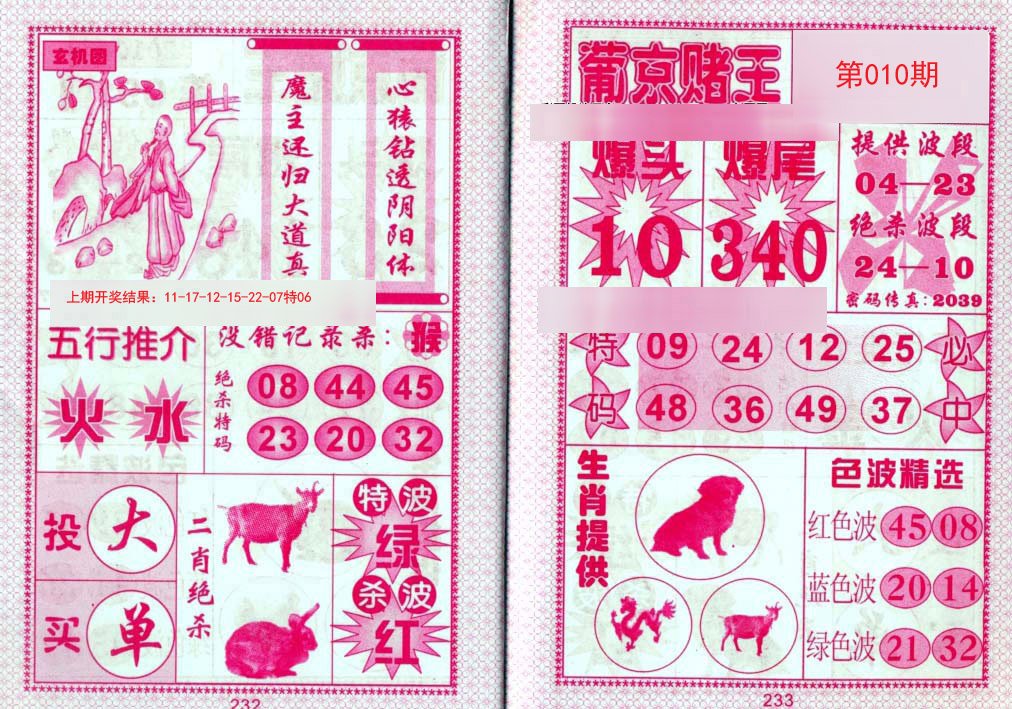 玄机图
心猿钻透阴阳体
魔主还归大道真
上期开奖结果：11-17-12-15-22-07特06
五行推介
火 水
没错记录杀：猴
绝杀特码
08 44 45
23 20 32
投 大
买 单
二肖绝杀
特波
绿
杀波
红
232
葡京赌王
第010期
爆头
10
爆尾
340
提供波段
04—23
绝杀波段
24—10
密码传真：2039
特码
09 24 12 25
48 36 49 37
必中
生肖提供
色波精选
红色波 45 08
蓝色波 20 14
绿色波 21 32
233